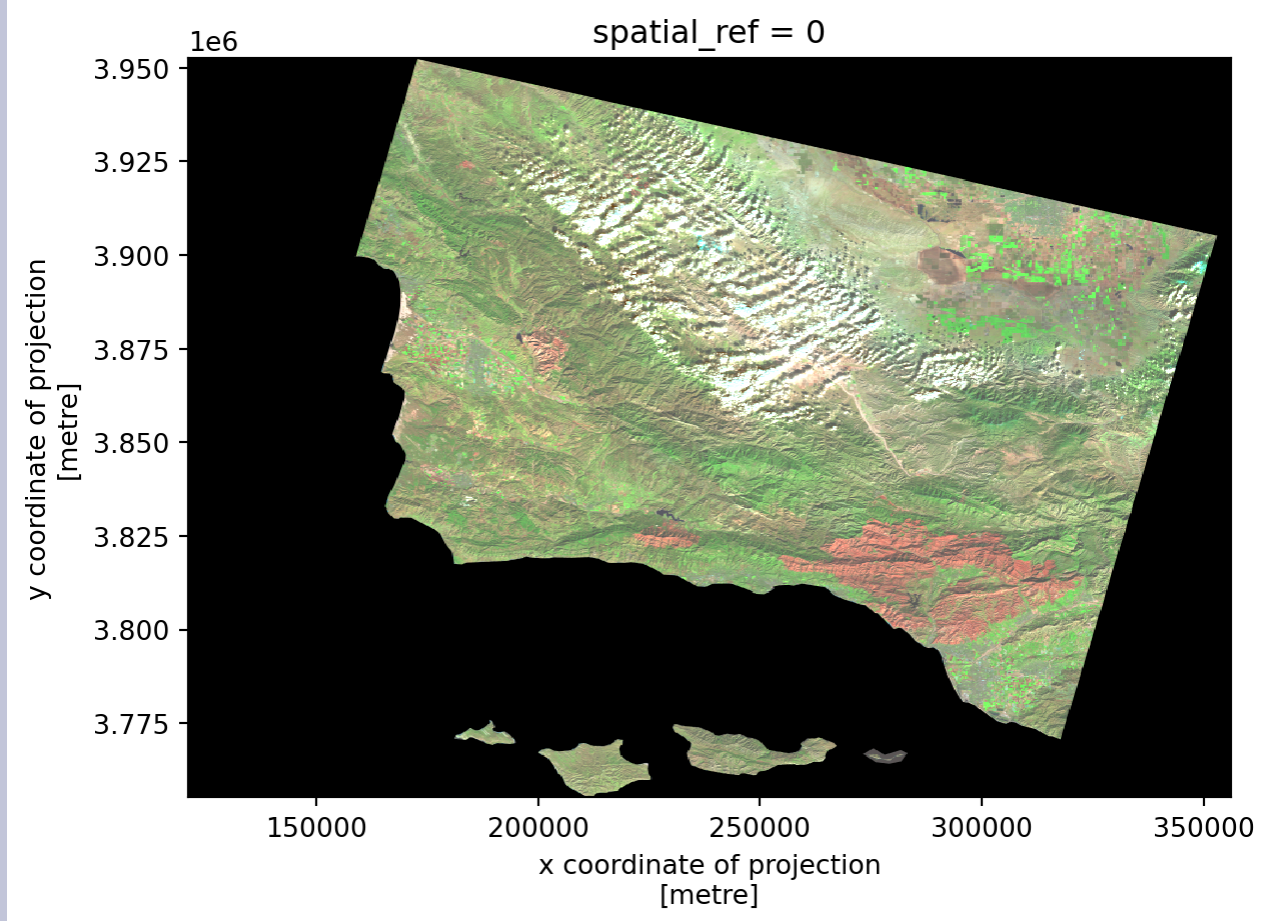 spatial_ref = 0
1e6
3.950
3.925
3.900
3.875
3.850
3.825
3.800
3.775
y coordinate of projection
[metre]
150000
200000
250000
300000
350000
x coordinate of projection
[metre]